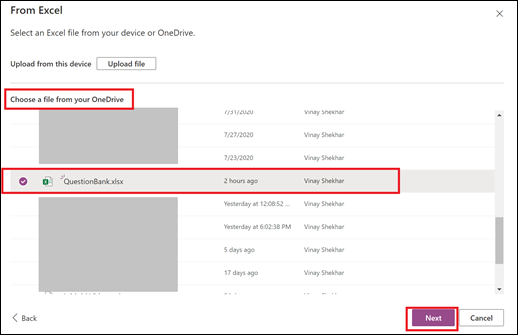 From Excel
Select an Excel file from your device or OneDrive.
Upload from this device Upload file
Choose a file from your OneDrive
7/31/2020 Vinay Shekhar
7/27/2020 Vinay Shekhar
7/23/2020 Vinay Shekhar
QuestionBank.xlsx 2 hours ago Vinay Shekhar
Yesterday at 12:08:52 ... Vinay Shekhar
Yesterday at 6:02:38 PM Vinay Shekhar
5 days ago Vinay Shekhar
17 days ago Vinay Shekhar
Back Next Cancel